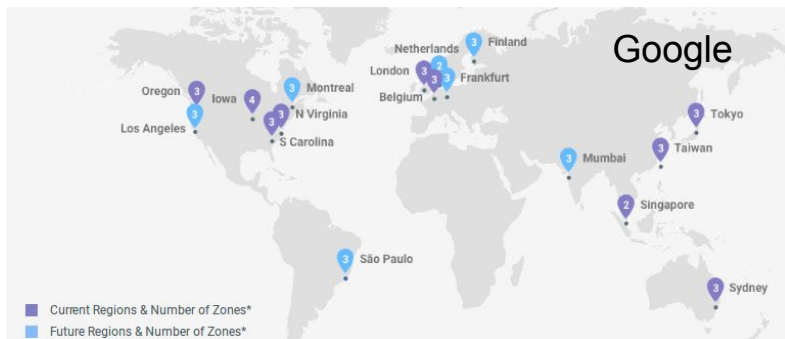 Google
3 Finland
Netherlands 2
London 3
3 Frankfurt
Belgium 3
Oregon 3
Iowa 4
3 Montreal
Los Angeles 3
3 N Virginia
3 S Carolina
3 Tokyo
3 Taiwan
3 Mumbai
2 Singapore
3 São Paulo
3 Sydney
Current Regions & Number of Zones*
Future Regions & Number of Zones*